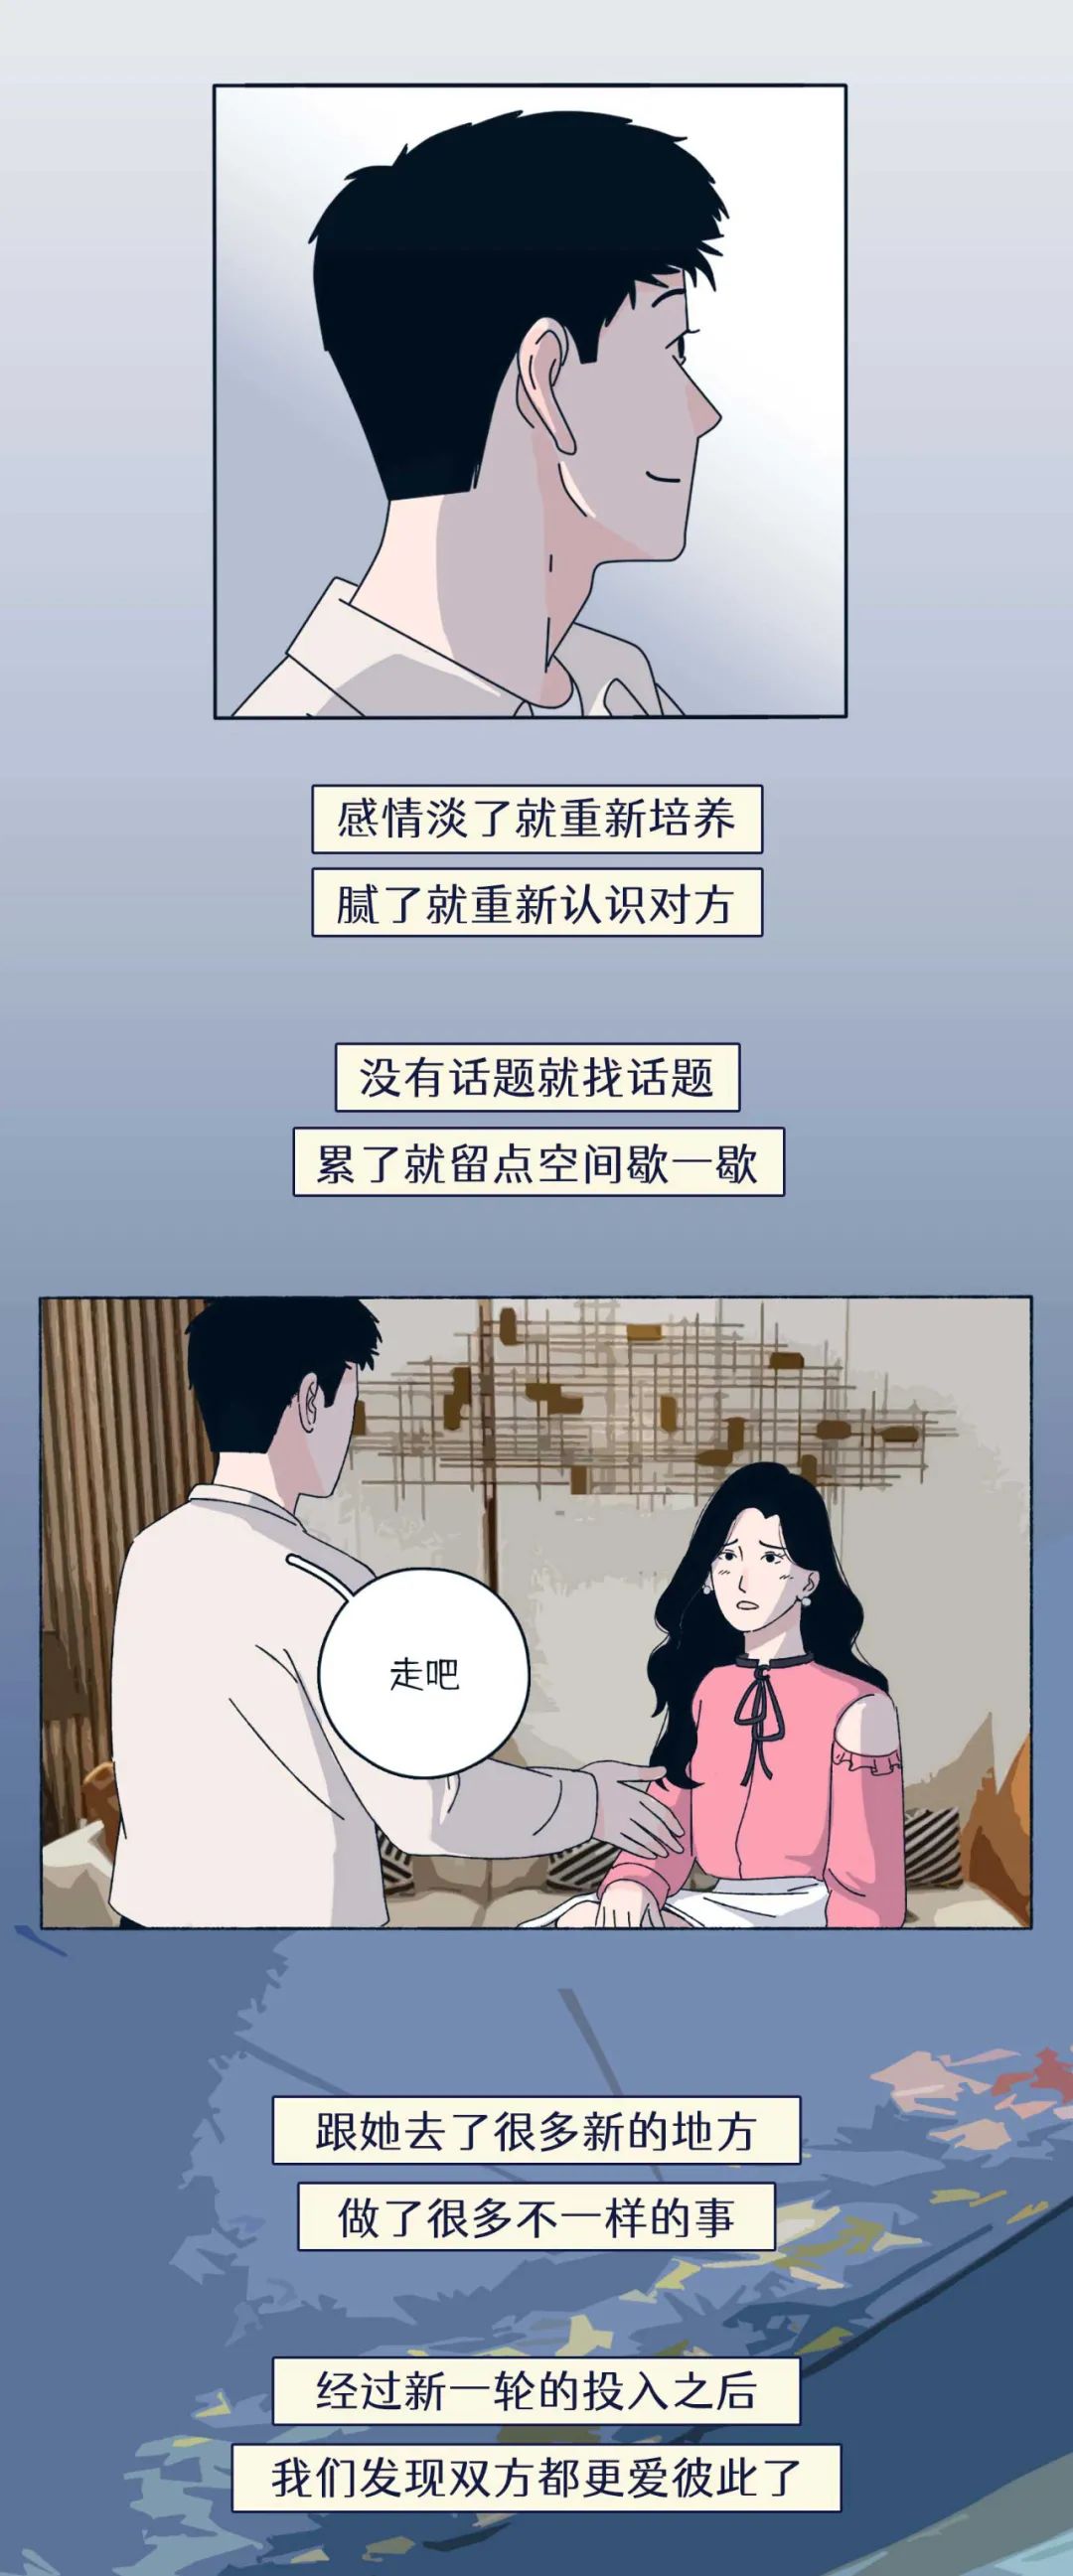 感情淡了就重新培养
腻了就重新认识对方
没有话题就找话题
累了就留点空间歇一歇
走吧
跟她去了很多新的地方
做了很多不一样的事
经过新一轮的投入之后
我们发现双方都更爱彼此了